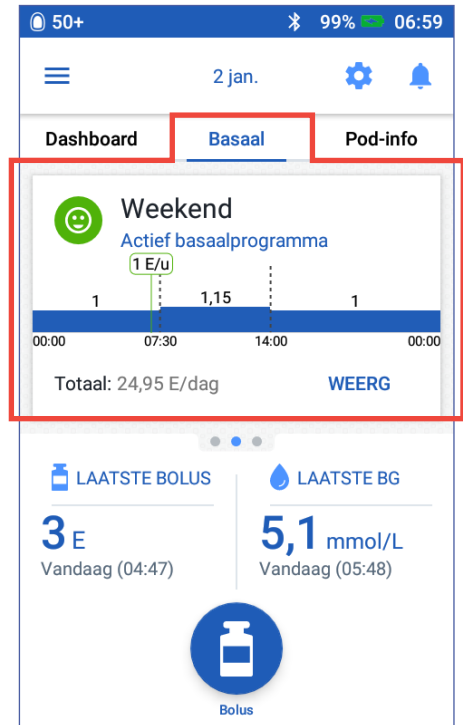 50+ 99% 06:59
2 jan.
Dashboard Basaal Pod-info
Weekend
Actief basaalprogramma
1 E/u
1 1,15 1
00:00 07:30 14:00 00:00
Totaal: 24,95 E/dag WEERG
LAATSTE BOLUS LAATSTE BG
3 E 5,1 mmol/L
Vandaag (04:47) Vandaag (05:48)
Bolus